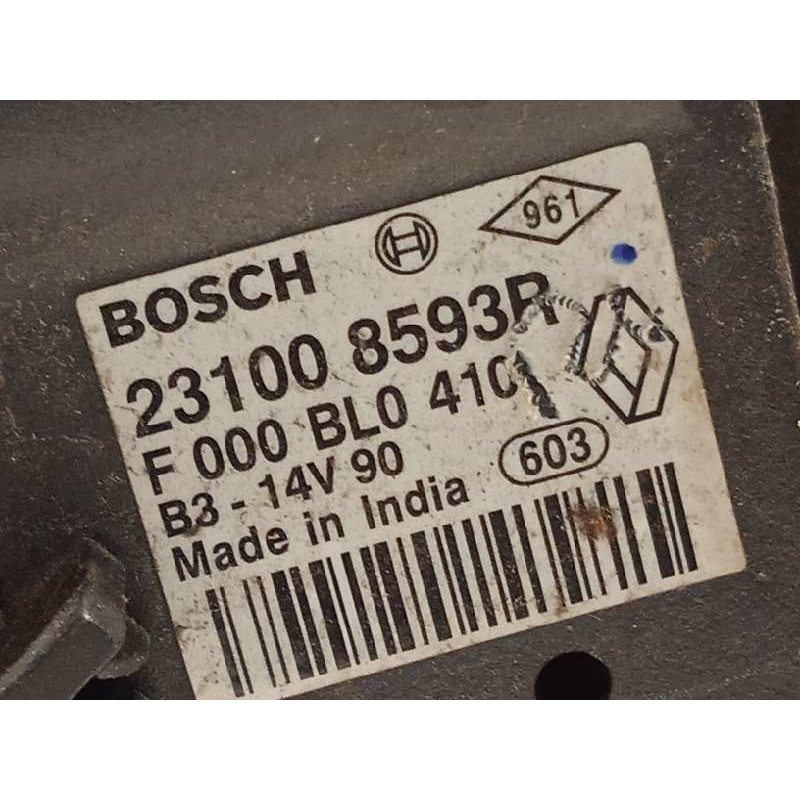 BOSCH
961
23100 8593R
F 000 BL0 410
603
B3 - 14V 90
Made in India